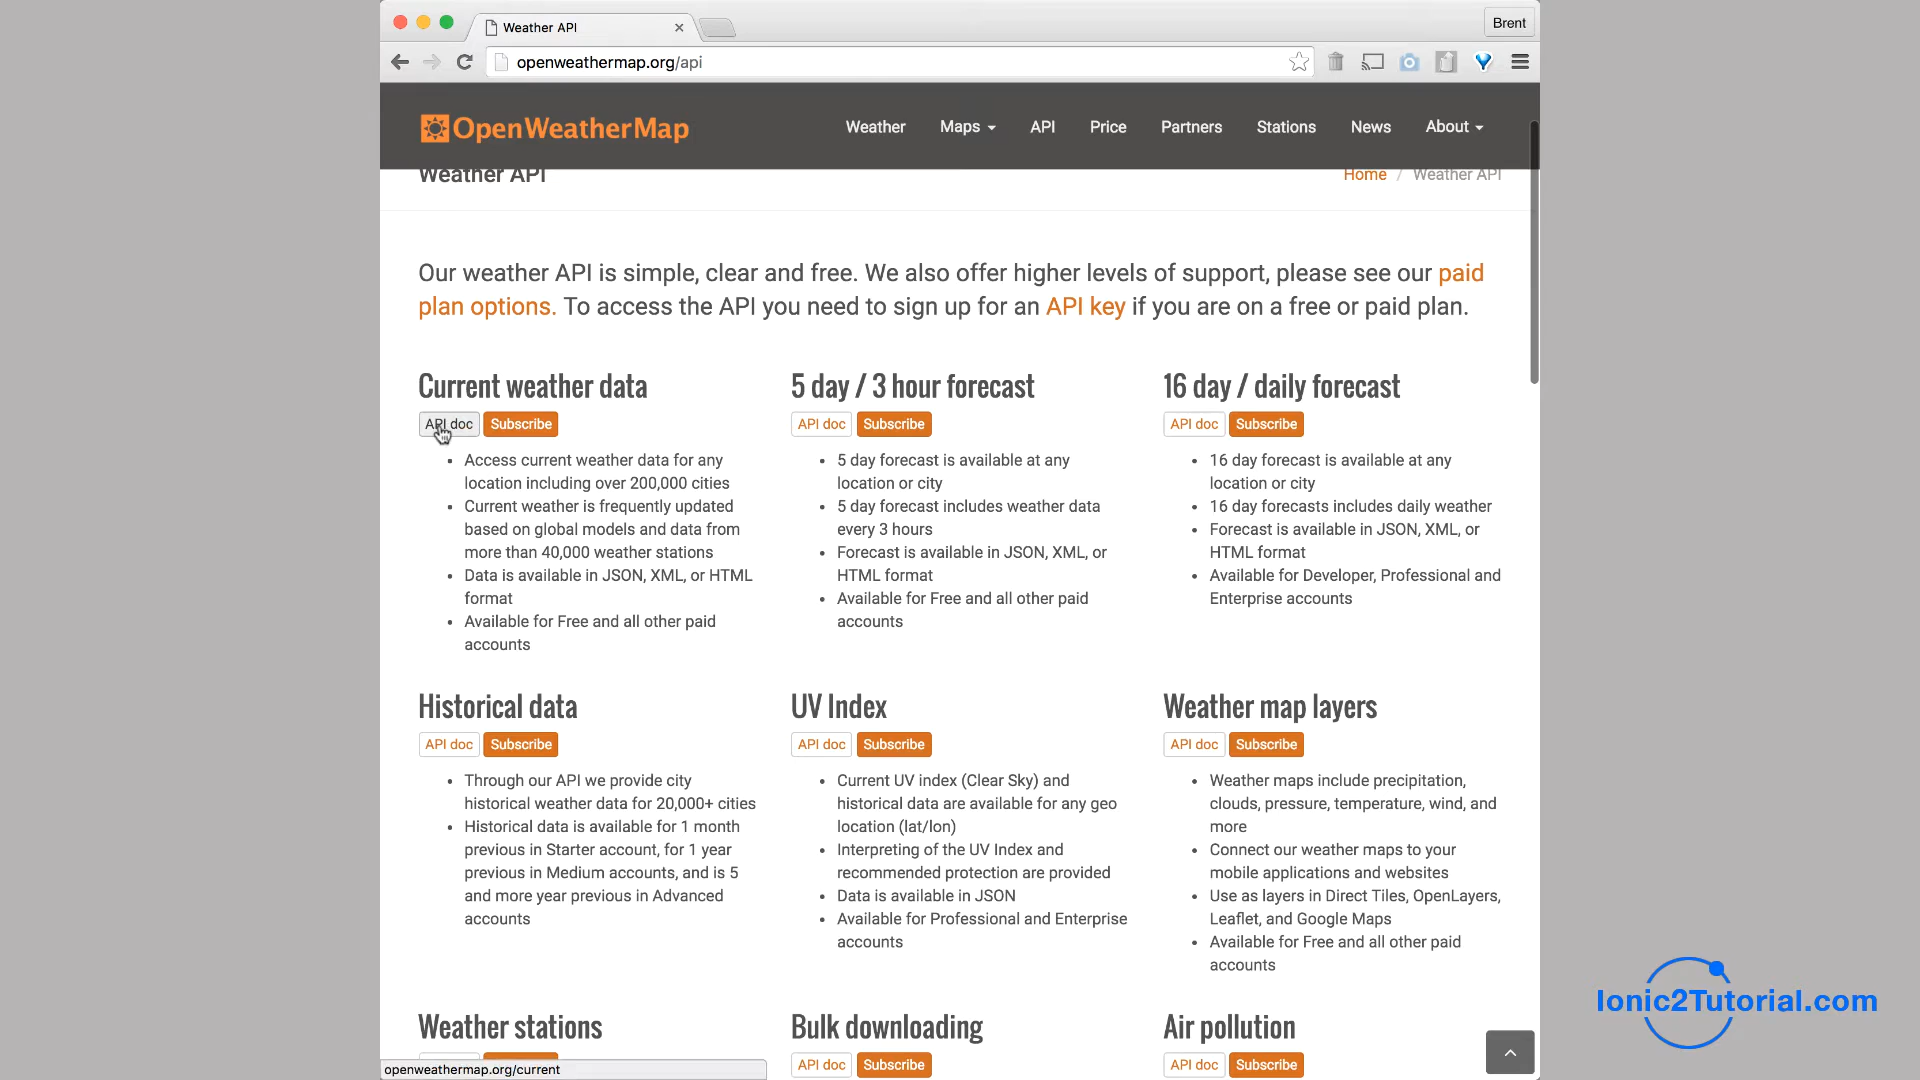 Weather API
Brent
openweathermap.org/api
OpenWeatherMap
Weather Maps API Price Partners Stations News About
Weather API
Home / Weather API
Our weather API is simple, clear and free. We also offer higher levels of support, please see our paid
plan options. To access the API you need to sign up for an API key if you are on a free or paid plan.
Current weather data
API doc Subscribe
• Access current weather data for any
location including over 200,000 cities
• Current weather is frequently updated
based on global models and data from
more than 40,000 weather stations
• Data is available in JSON, XML, or HTML
format
• Available for Free and all other paid
accounts
5 day / 3 hour forecast
API doc Subscribe
• 5 day forecast is available at any
location or city
• 5 day forecast includes weather data
every 3 hours
• Forecast is available in JSON, XML, or
HTML format
• Available for Free and all other paid
accounts
16 day / daily forecast
API doc Subscribe
• 16 day forecast is available at any
location or city
• 16 day forecasts includes daily weather
• Forecast is available in JSON, XML, or
HTML format
• Available for Developer, Professional and
Enterprise accounts
Historical data
API doc Subscribe
• Through our API we provide city
historical weather data for 20,000+ cities
• Historical data is available for 1 month
previous in Starter account, for 1 year
previous in Medium accounts, and is 5
and more year previous in Advanced
accounts
UV Index
API doc Subscribe
• Current UV index (Clear Sky) and
historical data are available for any geo
location (lat/lon)
• Interpreting of the UV Index and
recommended protection are provided
• Data is available in JSON
• Available for Professional and Enterprise
accounts
Weather map layers
API doc Subscribe
• Weather maps include precipitation,
clouds, pressure, temperature, wind, and
more
• Connect our weather maps to your
mobile applications and websites
• Use as layers in Direct Tiles, OpenLayers,
Leaflet, and Google Maps
• Available for Free and all other paid
accounts
Weather stations
Bulk downloading
API doc Subscribe
Air pollution
API doc Subscribe
openweathermap.org/current
Ionic2Tutorial.com